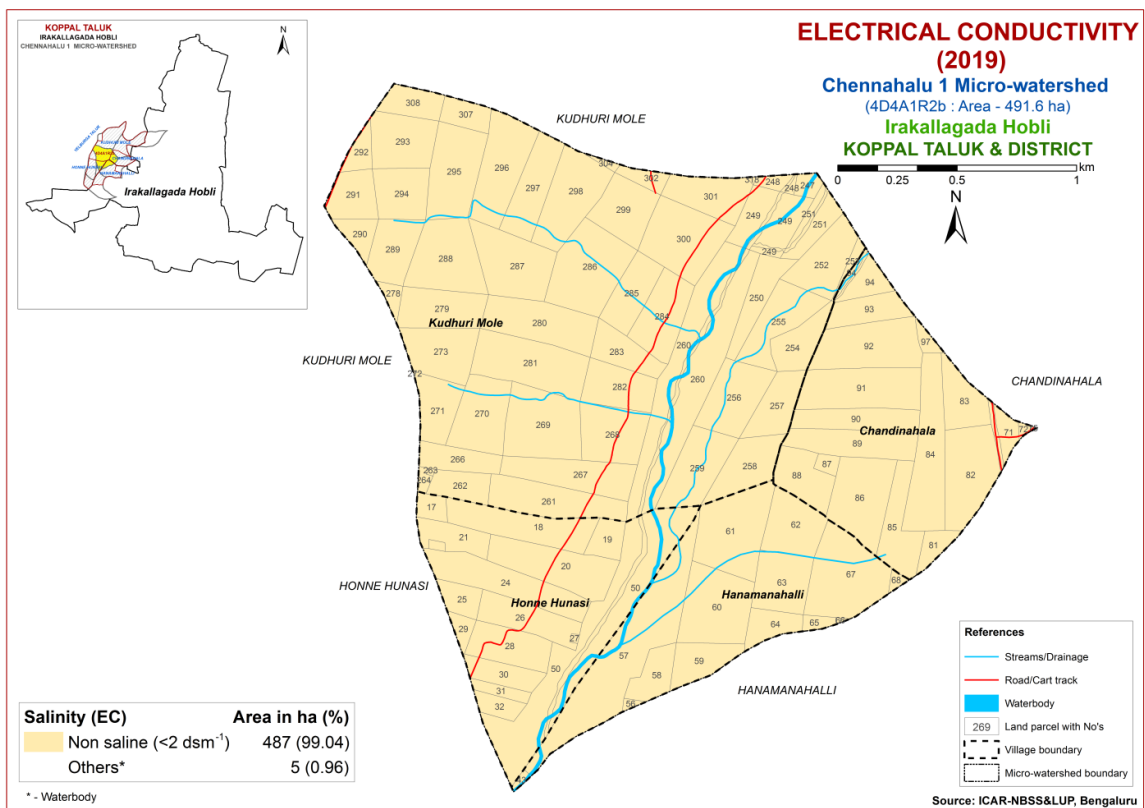 KOPPAL TALUK
IRAKALLAGADA HOBLI
CHENNAHALU 1 MICRO-WATERSHED
N
Irakallagada Hobli
ELECTRICAL CONDUCTIVITY
(2019)
Chennahalu 1 Micro-watershed
(4D4A1R2b : Area - 491.6 ha)
Irakallagada Hobli
KOPPAL TALUK & DISTRICT
km
0 0.25 0.5 1
N
KUDHURI MOLE
308
307
293
292
295
296
304
302
318 248 248 247
291
294
297
298
299
301
249
249
251
251
290
300
249
289
288
287
286
252
253
94
94
278
285
250
279
284
255
93
Kudhuri Mole
280
260
97
273
283
254
92
KUDHURI MOLE
281
272
282
260
91
CHANDINAHALA
271
270
269
256
257
83
268
90
Chandinahala
71
72
89
266
84
263
267
259
258
87
82
264
262
88
261
86
17
18
61
62
85
21
19
81
20
67
68
HONNE HUNASI
24
63
50
25
Honne Hunasi
Hanamanahalli
26
60
29
27
64
65
66
28
57
59
50
30
58
31
32
56
HANAMANAHALLI
References
Streams/Drainage
Road/Cart track
Waterbody
269 Land parcel with No's
Village boundary
Micro-watershed boundary
Salinity (EC) Area in ha (%)
Non saline (<2 dsm⁻¹) 487 (99.04)
Others* 5 (0.96)
* - Waterbody
Source: ICAR-NBSS&LUP, Bengaluru